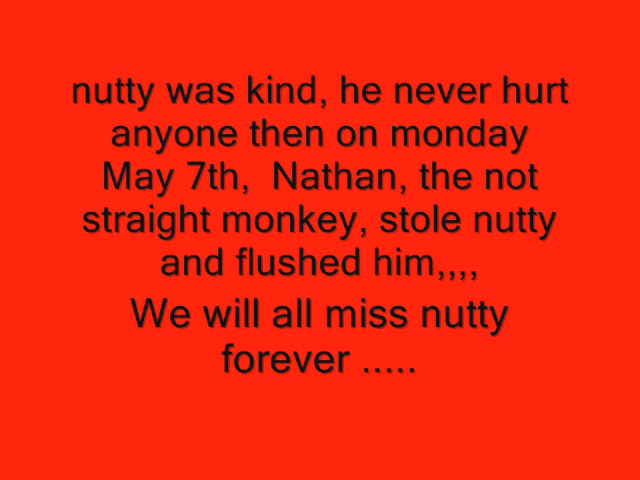 nutty was kind, he never hurt
anyone then on monday
May 7th,  Nathan, the not
straight monkey, stole nutty
and flushed him,,,,
We will all miss nutty
forever .....